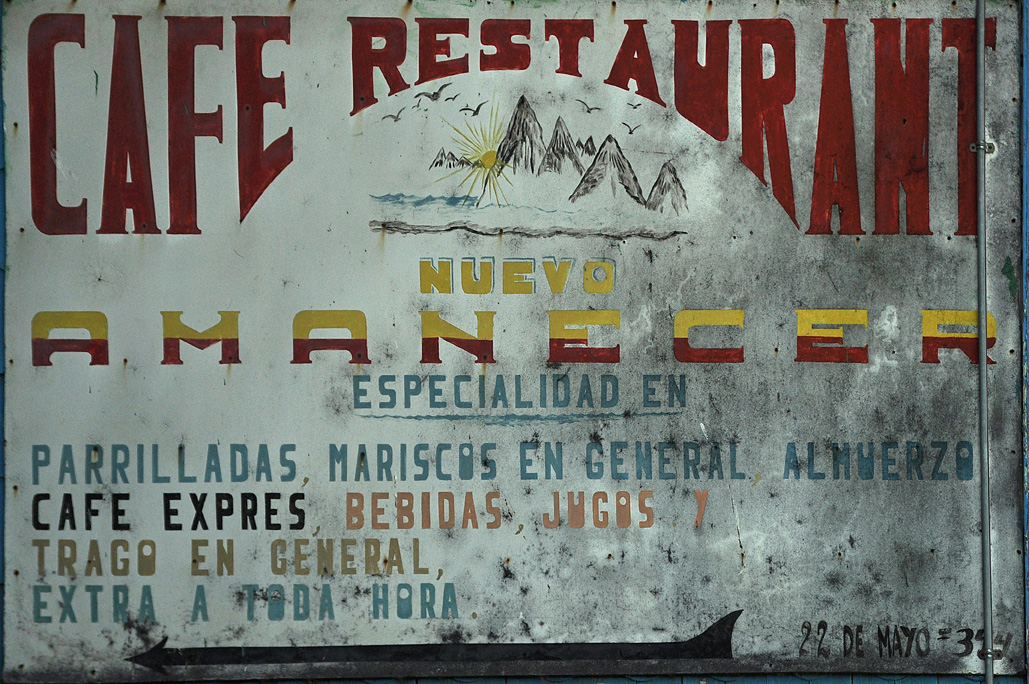 CAFE RESTAURANT
NUEVO
AMANECER
ESPECIALIDAD EN
PARRILLADAS, MARISCOS EN GENERAL, ALMUERZO
CAFE EXPRES, BEBIDAS, JUGOS Y
TRAGO EN GENERAL,
EXTRA A TODA HORA.
22 DE MAYO =